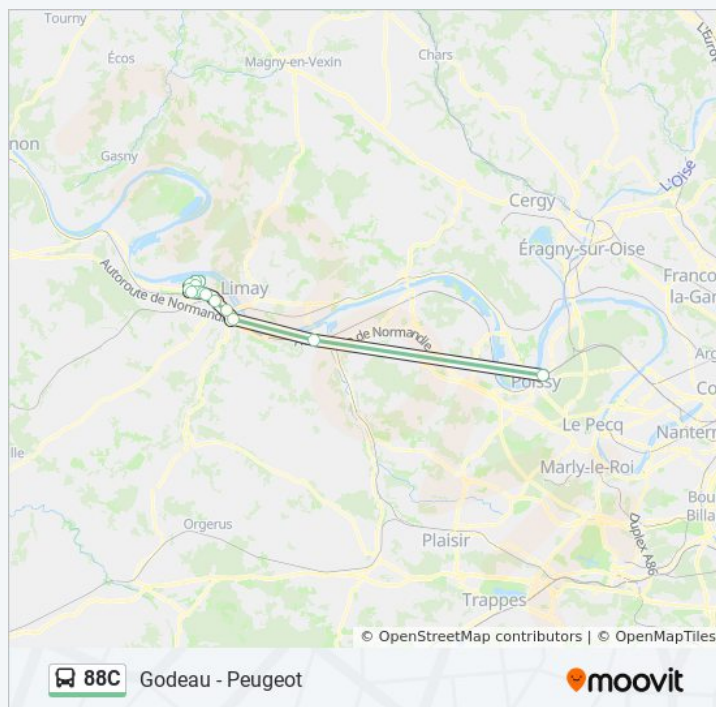 Tourny
Écos
Chars
Magny-en-Vexin
non
Gasny
L'Oise
Cergy
Éragny-sur-Oise
Franco
la-Gar
Limay
Autoroute de Normandie
de Normandie
Poissy
Arg
Le Pecq
Co
Nanterr
Marly-le-Roi
ille
Bou
Billa
Orgerus
Plaisir
Duplex A86
Trappes
© OpenStreetMap contributors | © OpenMapTiles
88C Godeau - Peugeot
moovit